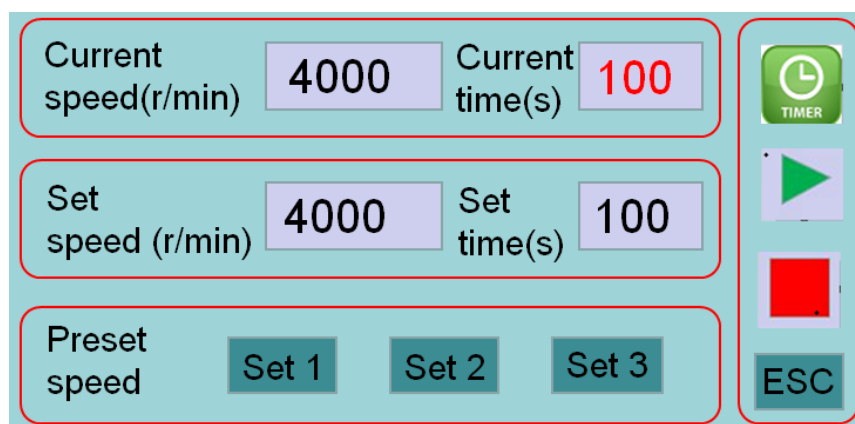 Current
speed(r/min)
4000
Current
time(s)
100
TIMER
Set
speed (r/min)
4000
Set
time(s)
100
Preset
speed
Set 1
Set 2
Set 3
ESC